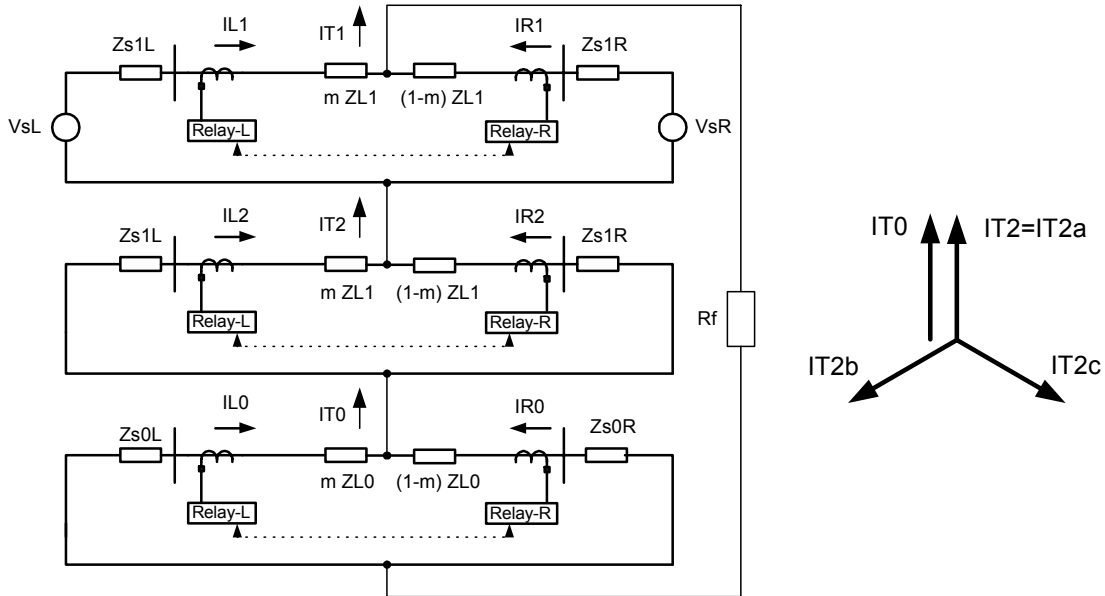 IL1 IT1 IR1
Zs1L Zs1R
m ZL1 (1-m) ZL1
VsL Relay-L Relay-R VsR
IL2 IT2 IR2
Zs1L Zs1R
m ZL1 (1-m) ZL1
Relay-L Relay-R
Rf
IL0 IT0 IR0
Zs0L Zs0R
m ZL0 (1-m) ZL0
Relay-L Relay-R
IT0 IT2=IT2a
IT2b IT2c